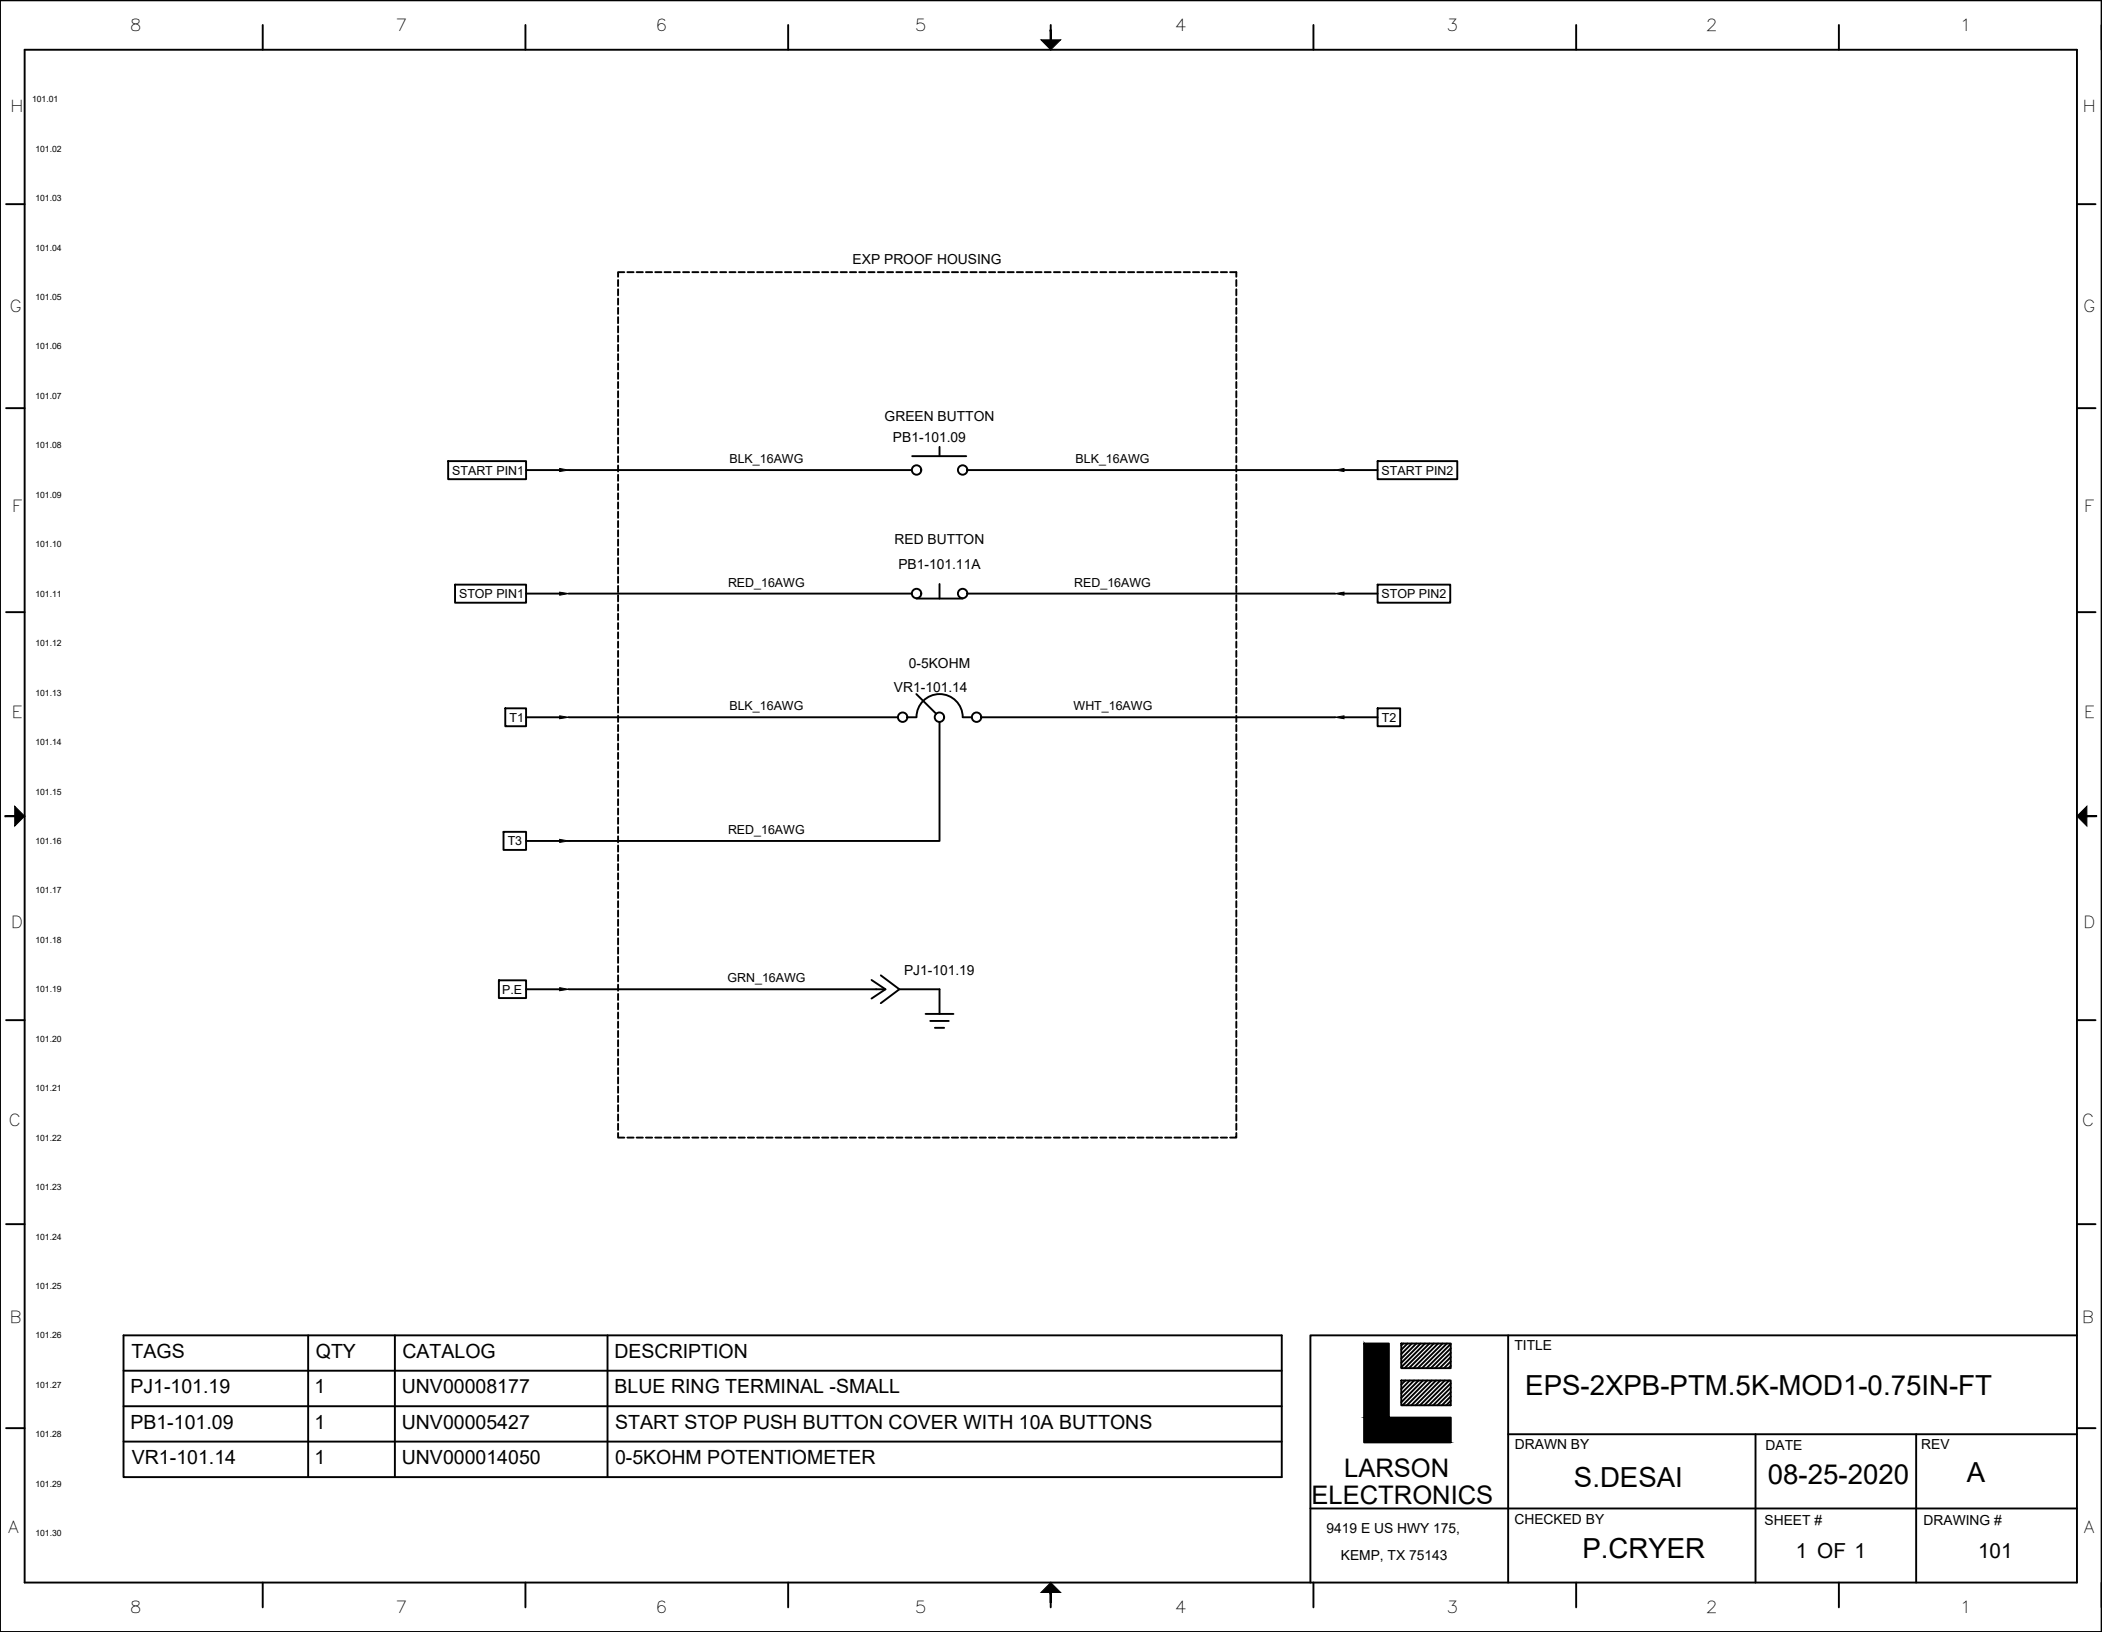 8 7 6 5 4 3 2 1
H 101.01 H
101.02
101.03
101.04
EXP PROOF HOUSING
101.05
G G
101.06
101.07
GREEN BUTTON
PB1-101.09
101.08
BLK_16AWG BLK_16AWG
START PIN1 START PIN2
101.09
F F
RED BUTTON
101.10
PB1-101.11A
RED_16AWG RED_16AWG
101.11 STOP PIN1 STOP PIN2
101.12
0-5KOHM
VR1-101.14
101.13
BLK_16AWG WHT_16AWG
E T1 T2 E
101.14
101.15
RED_16AWG
101.16 T3
101.17
D D
101.18
PJ1-101.19
GRN_16AWG
101.19 P.E
101.20
101.21
C C
101.22
101.23
101.24
101.25
B B
101.26
TAGS QTY CATALOG DESCRIPTION
101.27 PJ1-101.19 1 UNV00008177 BLUE RING TERMINAL -SMALL
PB1-101.09 1 UNV00005427 START STOP PUSH BUTTON COVER WITH 10A BUTTONS
101.28
VR1-101.14 1 UNV000014050 0-5KOHM POTENTIOMETER
101.29
A 101.30 A
LARSON
ELECTRONICS
9419 E US HWY 175,
KEMP, TX 75143
TITLE
EPS-2XPB-PTM.5K-MOD1-0.75IN-FT
DRAWN BY DATE REV
S.DESAI 08-25-2020 A
CHECKED BY SHEET # DRAWING #
P.CRYER 1 OF 1 101
8 7 6 5 4 3 2 1